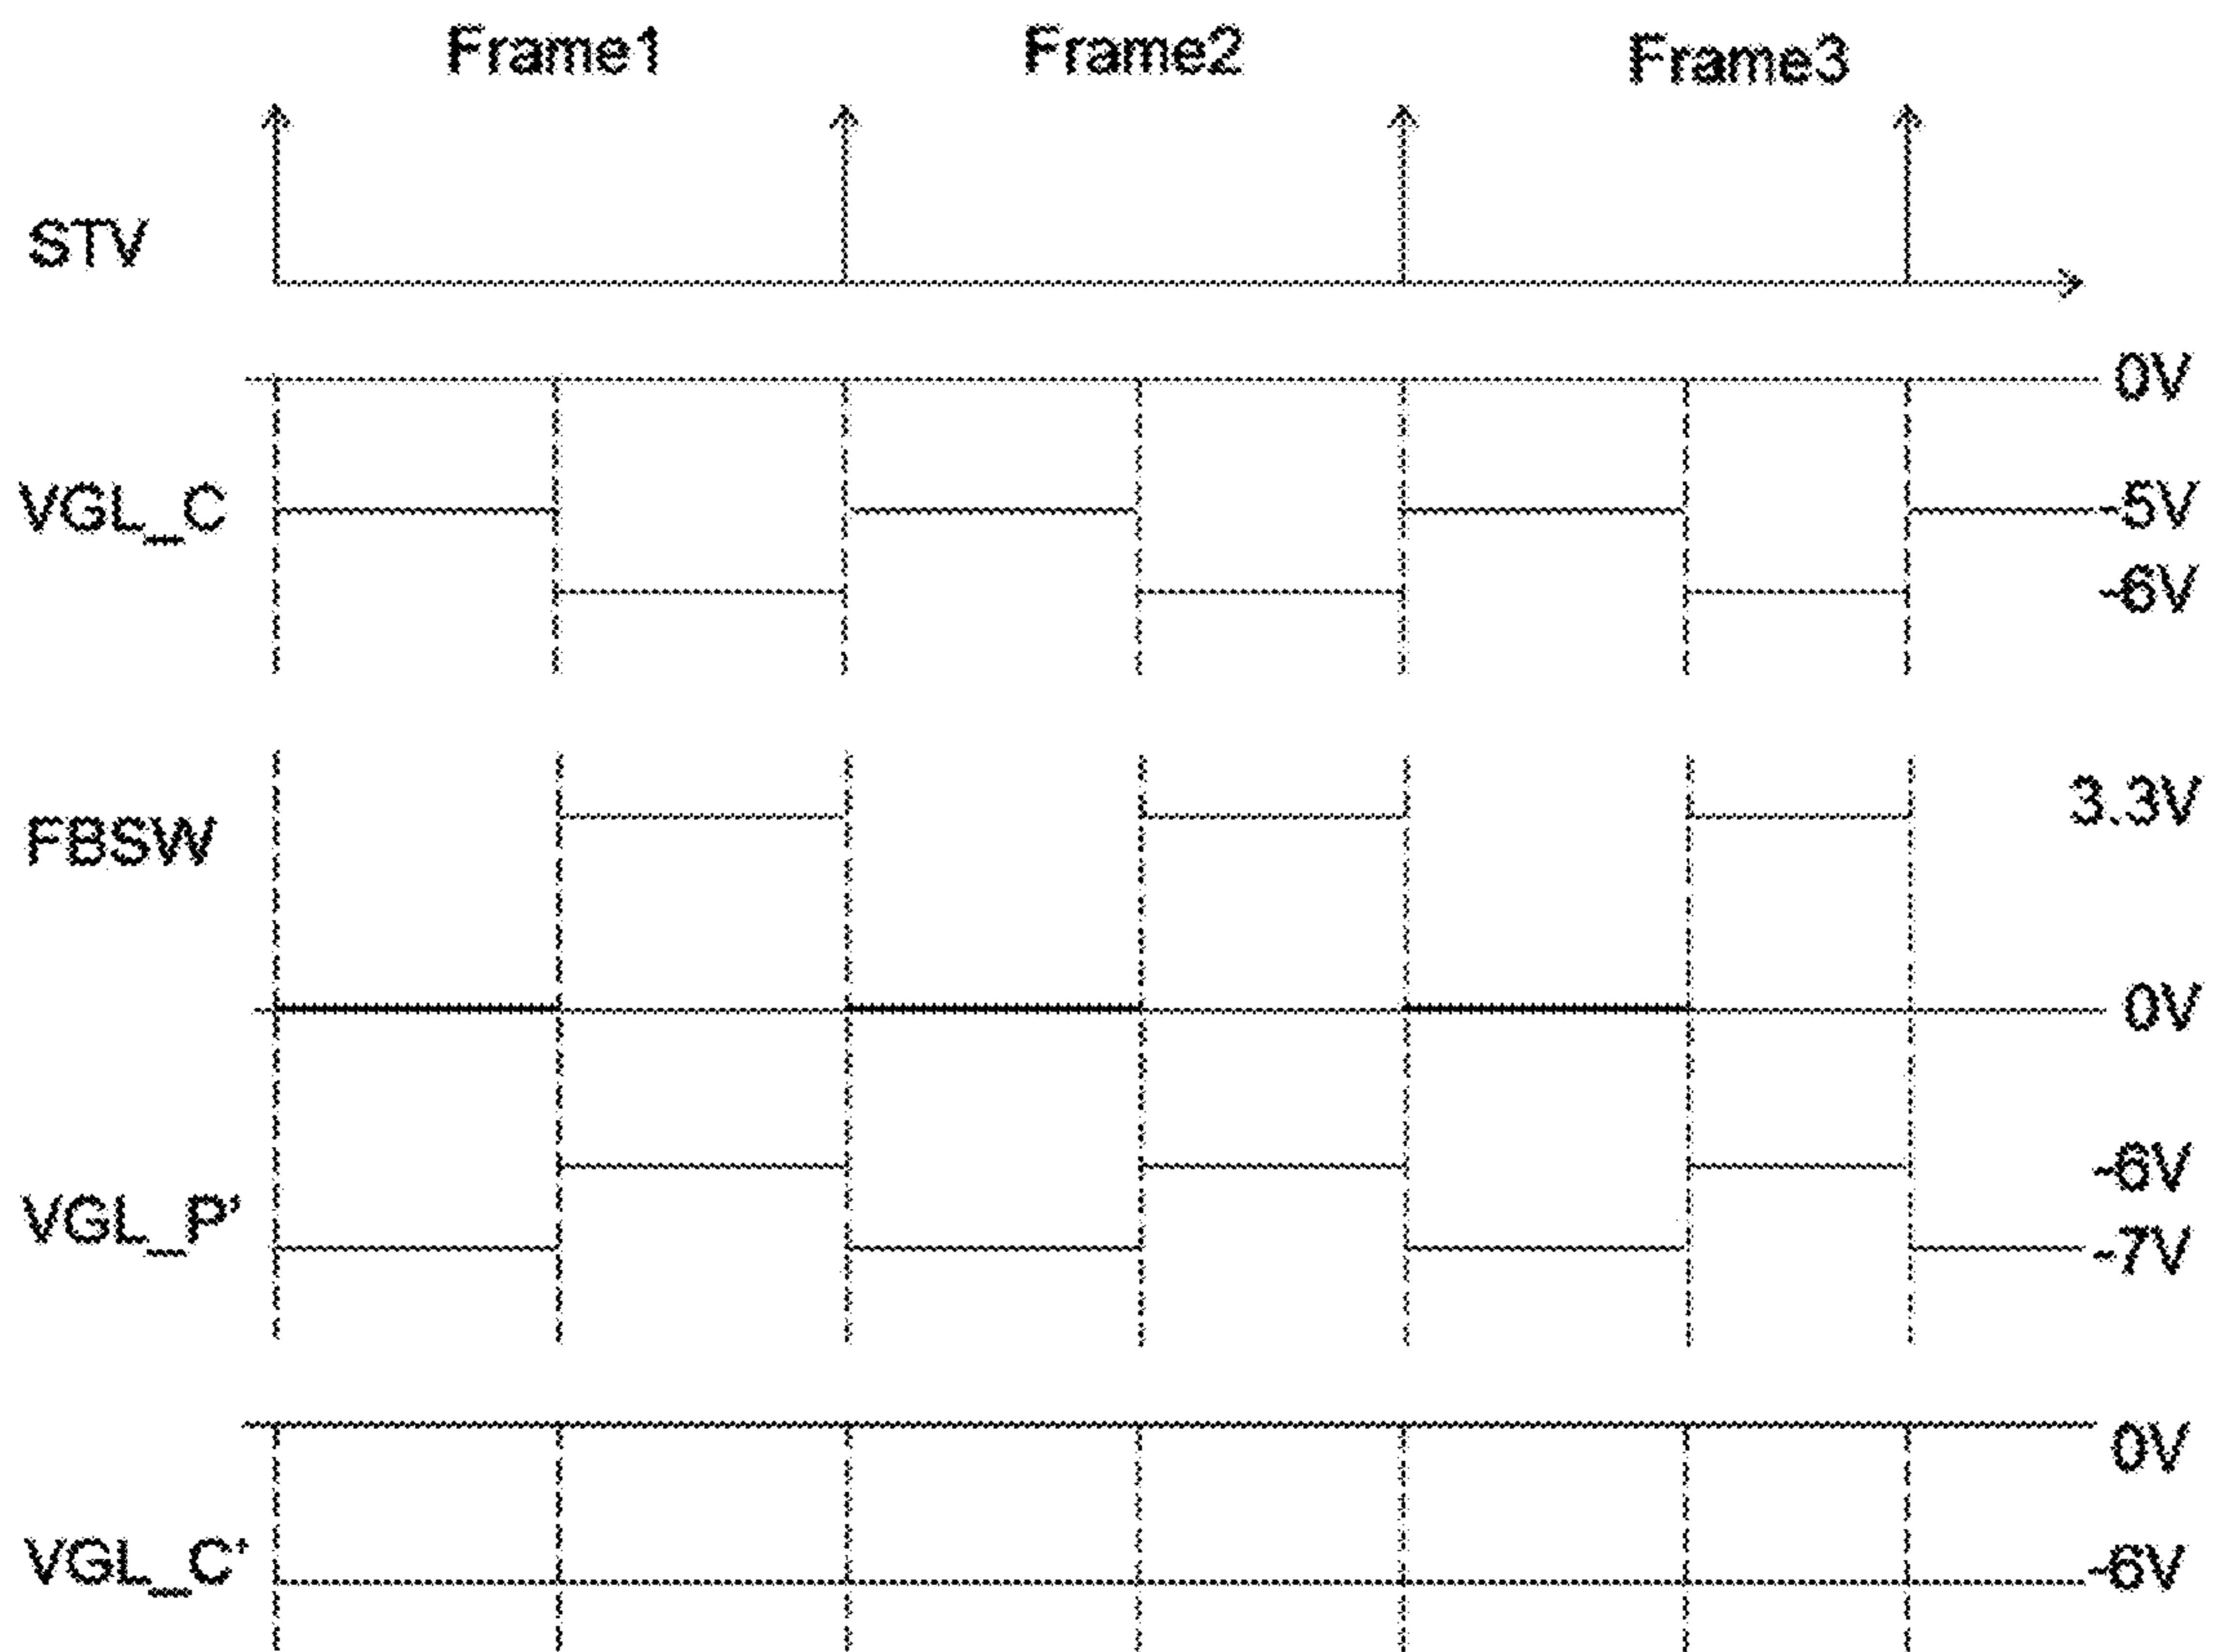 Frame1 Frame2 Frame3
STV
0V
VGL_C -5V
-6V
3.3V
FBSW
0V
-6V
VGL_P'
-7V
0V
VGL_C' -6V